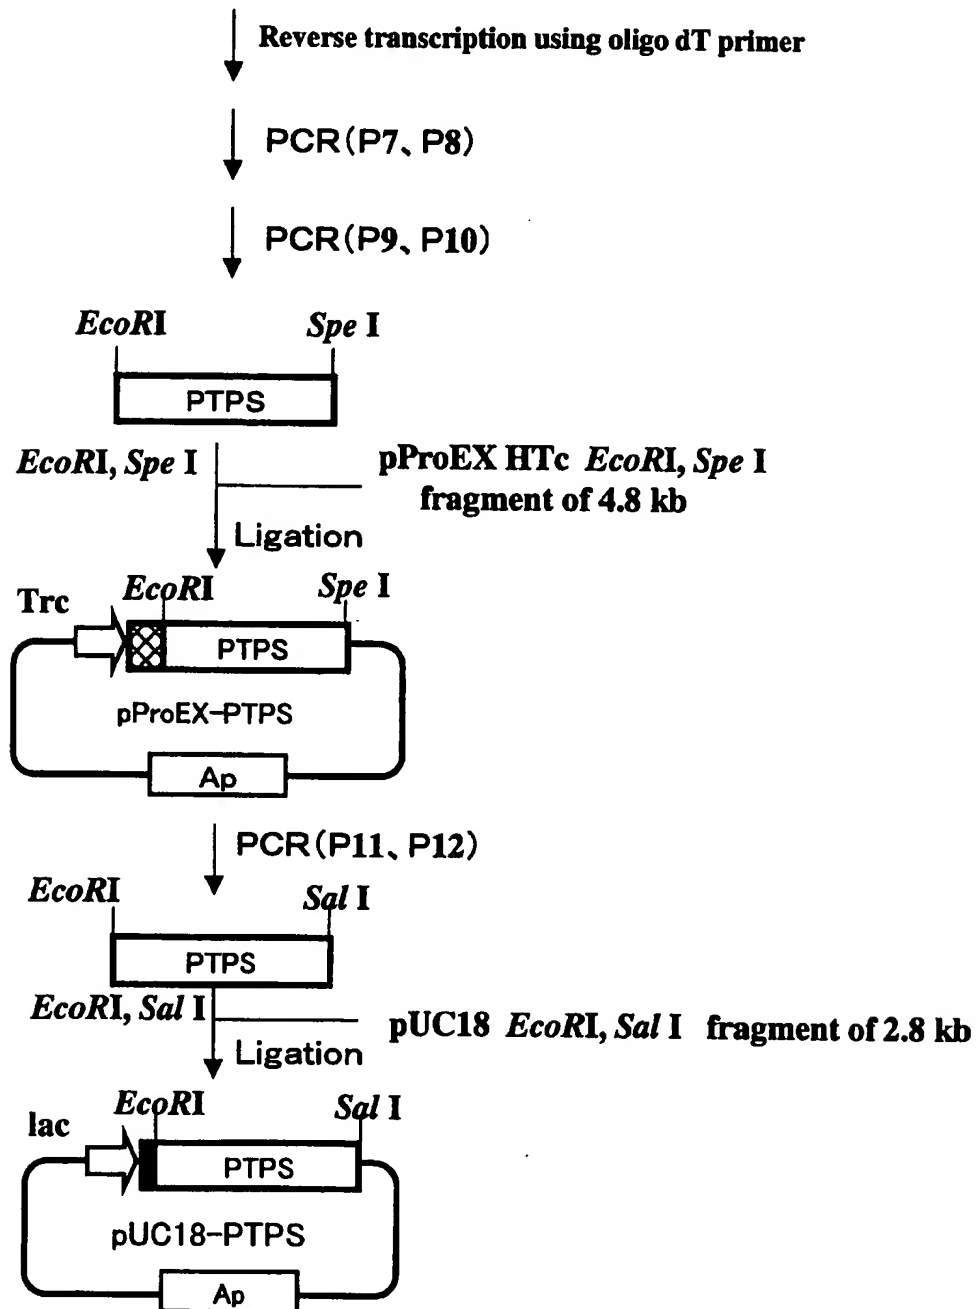 Reverse transcription using oligo dT primer
PCR(P7、P8)
PCR(P9、P10)
EcoRI Spe I
PTPS
EcoRI, Spe I
pProEX HTc EcoRI, Spe I
fragment of 4.8 kb
Ligation
Trc EcoRI Spe I
PTPS
pProEX-PTPS
Ap
PCR(P11、P12)
EcoRI Sal I
PTPS
EcoRI, Sal I
pUC18 EcoRI, Sal I fragment of 2.8 kb
Ligation
lac EcoRI Sal I
PTPS
pUC18-PTPS
Ap